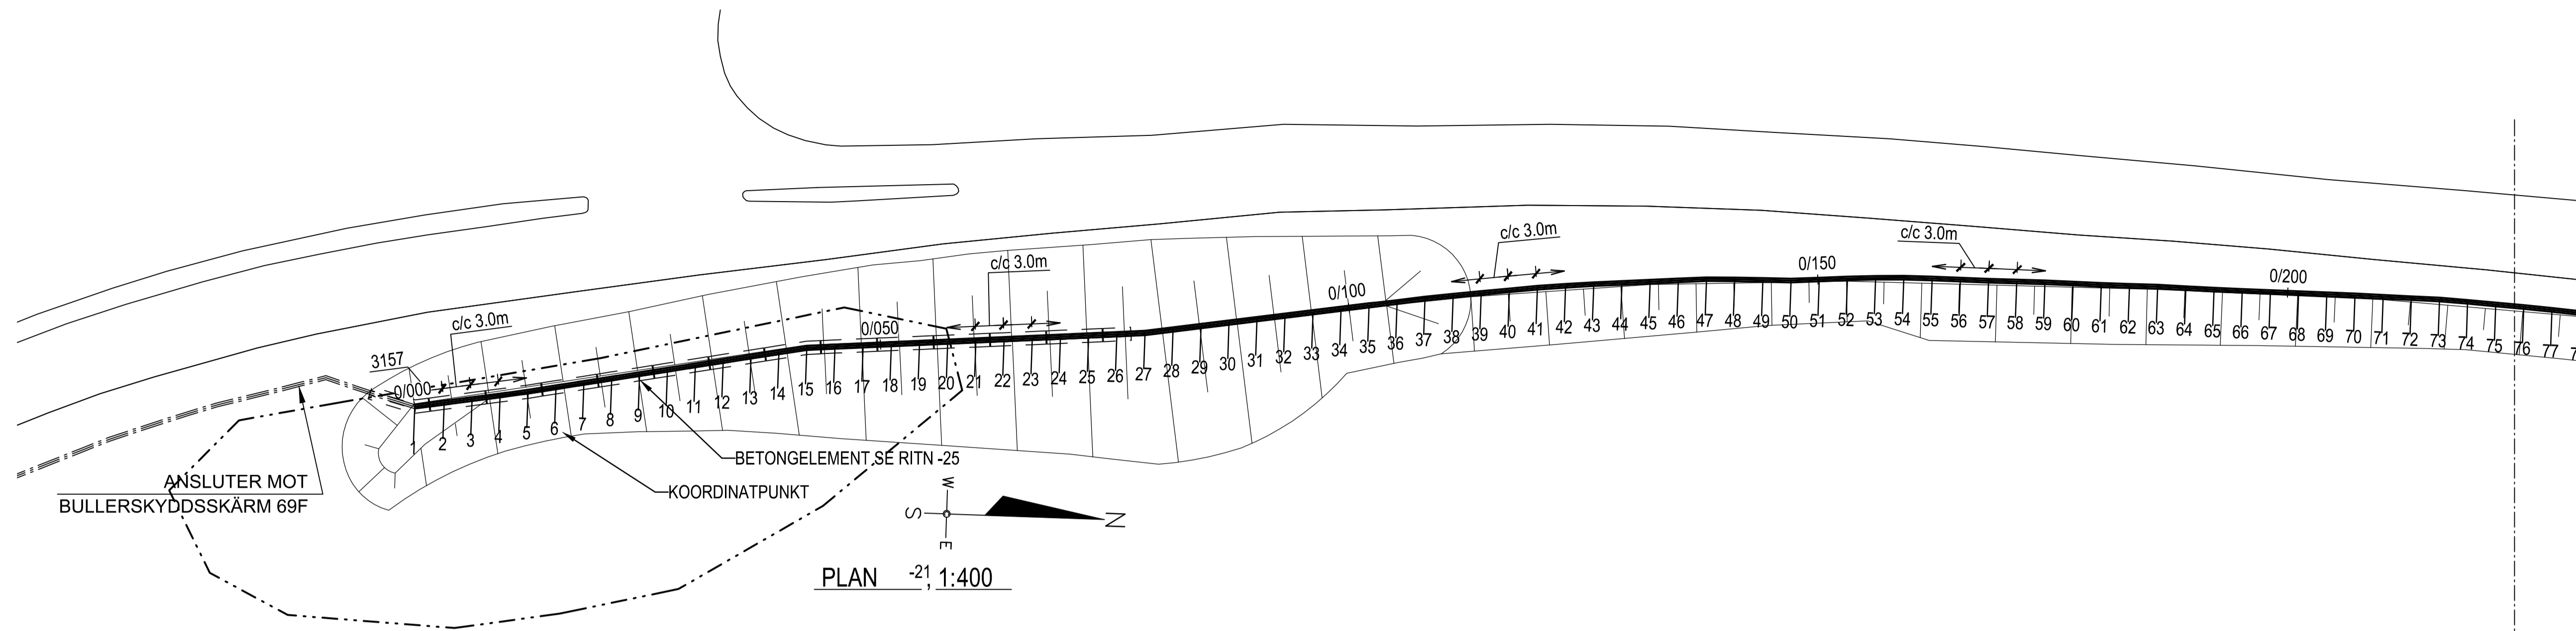 c/c 3.0m
3157
0/000
0/050
c/c 3.0m
0/100
c/c 3.0m
0/150
c/c 3.0m
0/200
1 2 3 4 5 6 7 8 9 10 11 12 13 14 15 16 17 18 19 20 21 22 23 24 25 26 27 28 29 30 31 32 33 34 35 36 37 38 39 40 41 42 43 44 45 46 47 48 49 50 51 52 53 54 55 56 57 58 59 60 61 62 63 64 65 66 67 68 69 70 71 72 73 74 75 76 77
ANSLUTER MOT
BULLERSKYDDSSKÄRM 69F
BETONGELEMENT SE RITN -25
KOORDINATPUNKT
W
S
N
E
PLAN -21, 1:400